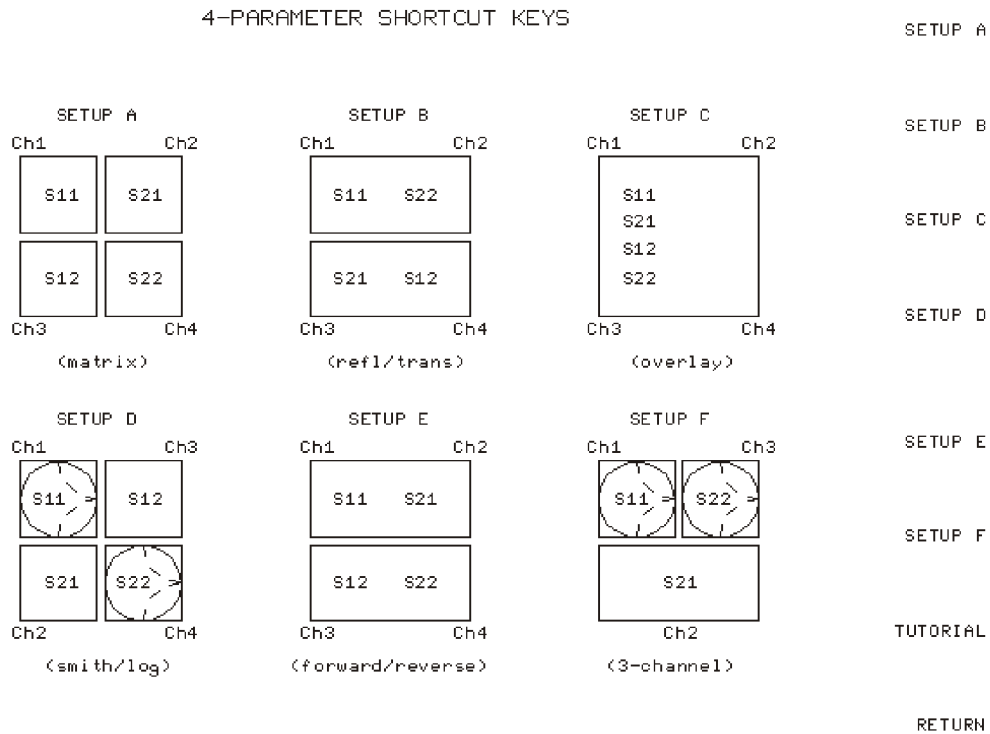 4-PARAMETER SHORTCUT KEYS
SETUP A
SETUP A SETUP B SETUP C
SETUP B
Ch1 Ch2 Ch1 Ch2 Ch1 Ch2
S11 S21 S11 S22 S11
S21
SETUP C
S12
S12 S22 S21 S12 S22
SETUP D
Ch3 Ch4 Ch3 Ch4 Ch3 Ch4
(matrix) (refl/trans) (overlay)
SETUP D SETUP E SETUP F
SETUP E
Ch1 Ch3 Ch1 Ch2 Ch1 Ch3
S11 S12 S11 S21 S11 S22
SETUP F
S21 S22 S12 S22 S21
Ch2 Ch4 Ch3 Ch4 Ch2
TUTORIAL
(smith/log) (forward/reverse) (3-channel)
RETURN